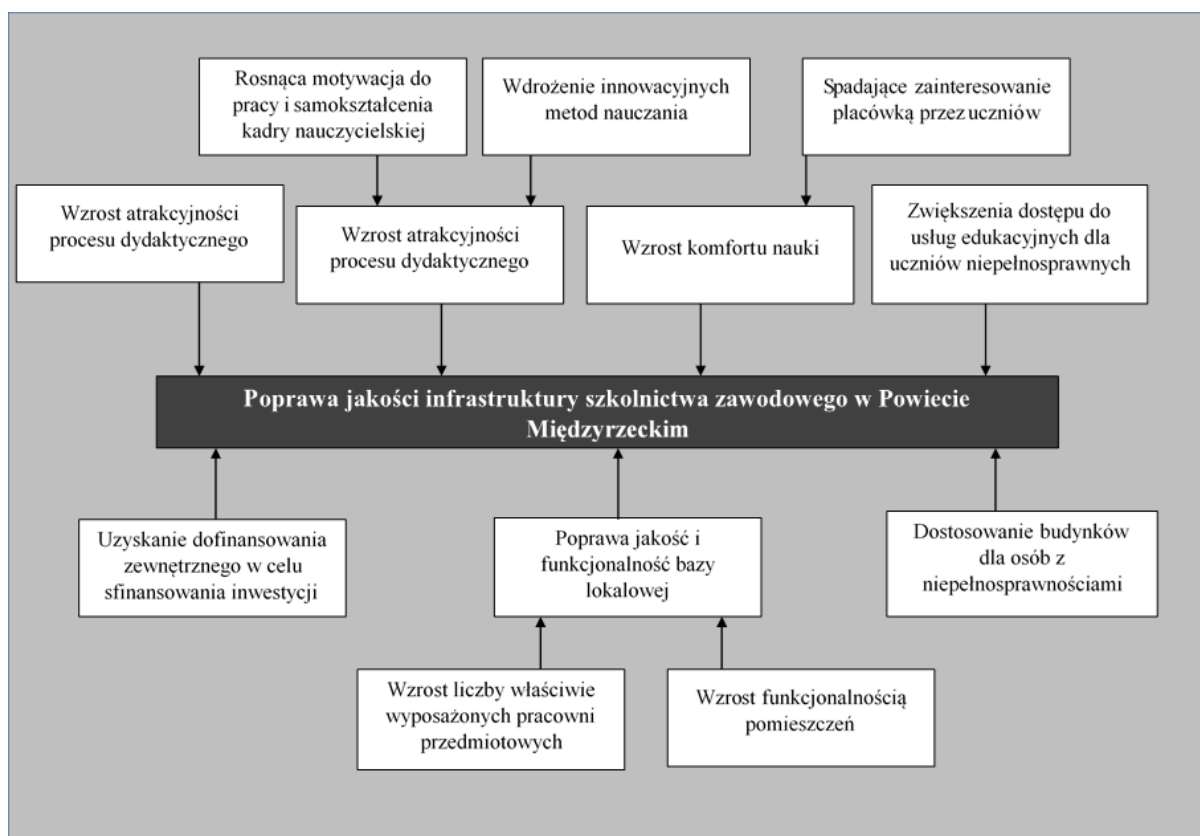 Rosnąca motywacja do
pracy i samokształcenia
kadry nauczycielskiej
Wdrożenie innowacyjnych
metod nauczania
Spadające zainteresowanie
placówką przez uczniów
Wzrost atrakcyjności
procesu dydaktycznego
Wzrost atrakcyjności
procesu dydaktycznego
Wzrost komfortu nauki
Zwiększenia dostępu do
usług edukacyjnych dla
uczniów niepełnosprawnych
Poprawa jakości infrastruktury szkolnictwa zawodowego w Powiecie
Międzyrzeckim
Uzyskanie dofinansowania
zewnętrznego w celu
sfinansowania inwestycji
Poprawa jakość i
funkcjonalność bazy
lokalowej
Dostosowanie budynków
dla osób z
niepełnosprawnościami
Wzrost liczby właściwie
wyposażonych pracowni
przedmiotowych
Wzrost funkcjonalnością
pomieszczeń